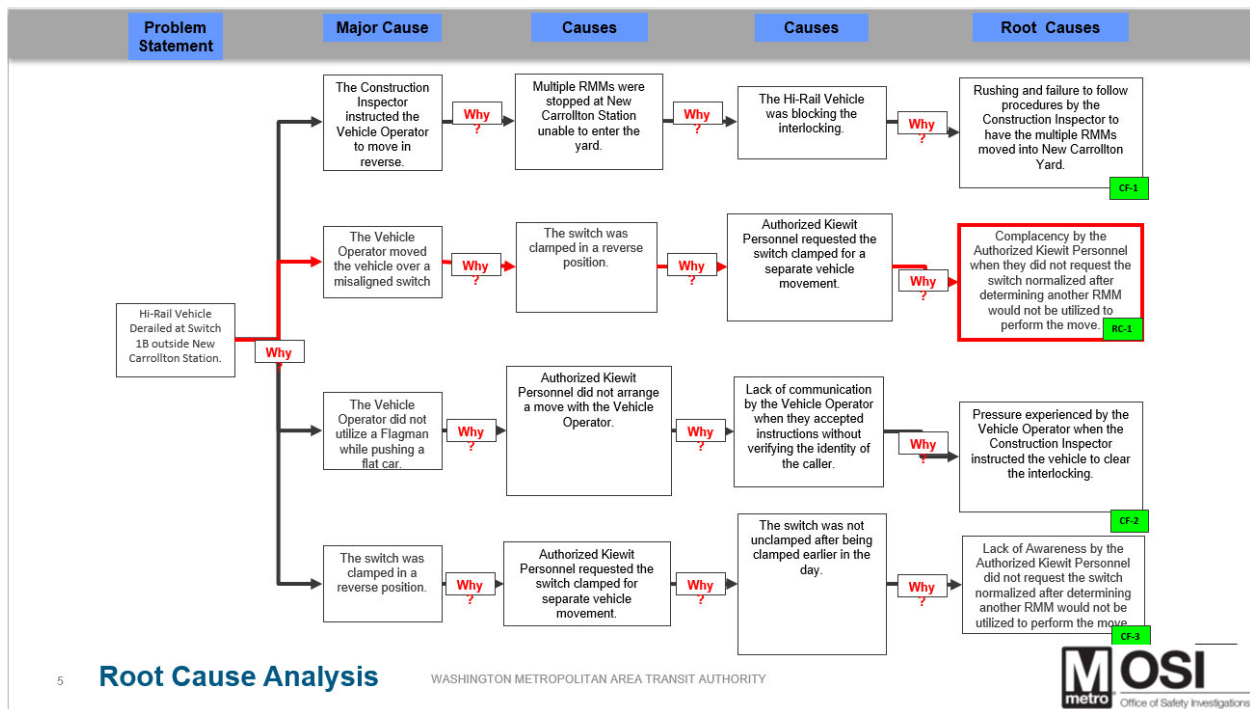 Problem
Statement
Major Cause
Causes
Causes
Root Causes
The Construction
Inspector
instructed the
Vehicle Operator
to move in
reverse.
Why
?
Multiple RMMs were
stopped at New
Carrollton Station
unable to enter the
yard.
Why
?
The Hi-Rail Vehicle
was blocking the
interlocking.
Why
?
Rushing and failure to follow
procedures by the
Construction Inspector to
have the multiple RMMs
moved into New Carrollton
Yard.
CF-1
The Vehicle
Operator moved
the vehicle over a
misaligned switch
Why
?
The switch was
clamped in a reverse
position.
Why
?
Authorized Kiewit
Personnel requested the
switch clamped for a
separate vehicle
movement.
Why
?
Complacency by the
Authorized Kiewit Personnel
when they did not request the
switch normalized after
determining another RMM
would not be utilized to
perform the move.
RC-1
Hi-Rail Vehicle
Derailed at Switch
1B outside New
Carrollton Station.
Why
?
The Vehicle
Operator did not
utilize a Flagman
while pushing a
flat car.
Why
?
Authorized Kiewit
Personnel did not arrange
a move with the Vehicle
Operator.
Why
?
Lack of communication
by the Vehicle Operator
when they accepted
instructions without
verifying the identity of
the caller.
Why
?
Pressure experienced by the
Vehicle Operator when the
Construction Inspector
instructed the vehicle to clear
the interlocking.
CF-2
The switch was
clamped in a
reverse position.
Why
?
Authorized Kiewit
Personnel requested the
switch clamped for
separate vehicle
movement.
Why
?
The switch was not
unclamped after being
clamped earlier in the
day.
Why
?
Lack of Awareness by the
Authorized Kiewit Personnel
did not request the switch
normalized after determining
another RMM would not be
utilized to perform the move
CF-3
5
Root Cause Analysis
WASHINGTON METROPOLITAN AREA TRANSIT AUTHORITY
M
metro
OSI
Office of Safety Investigations